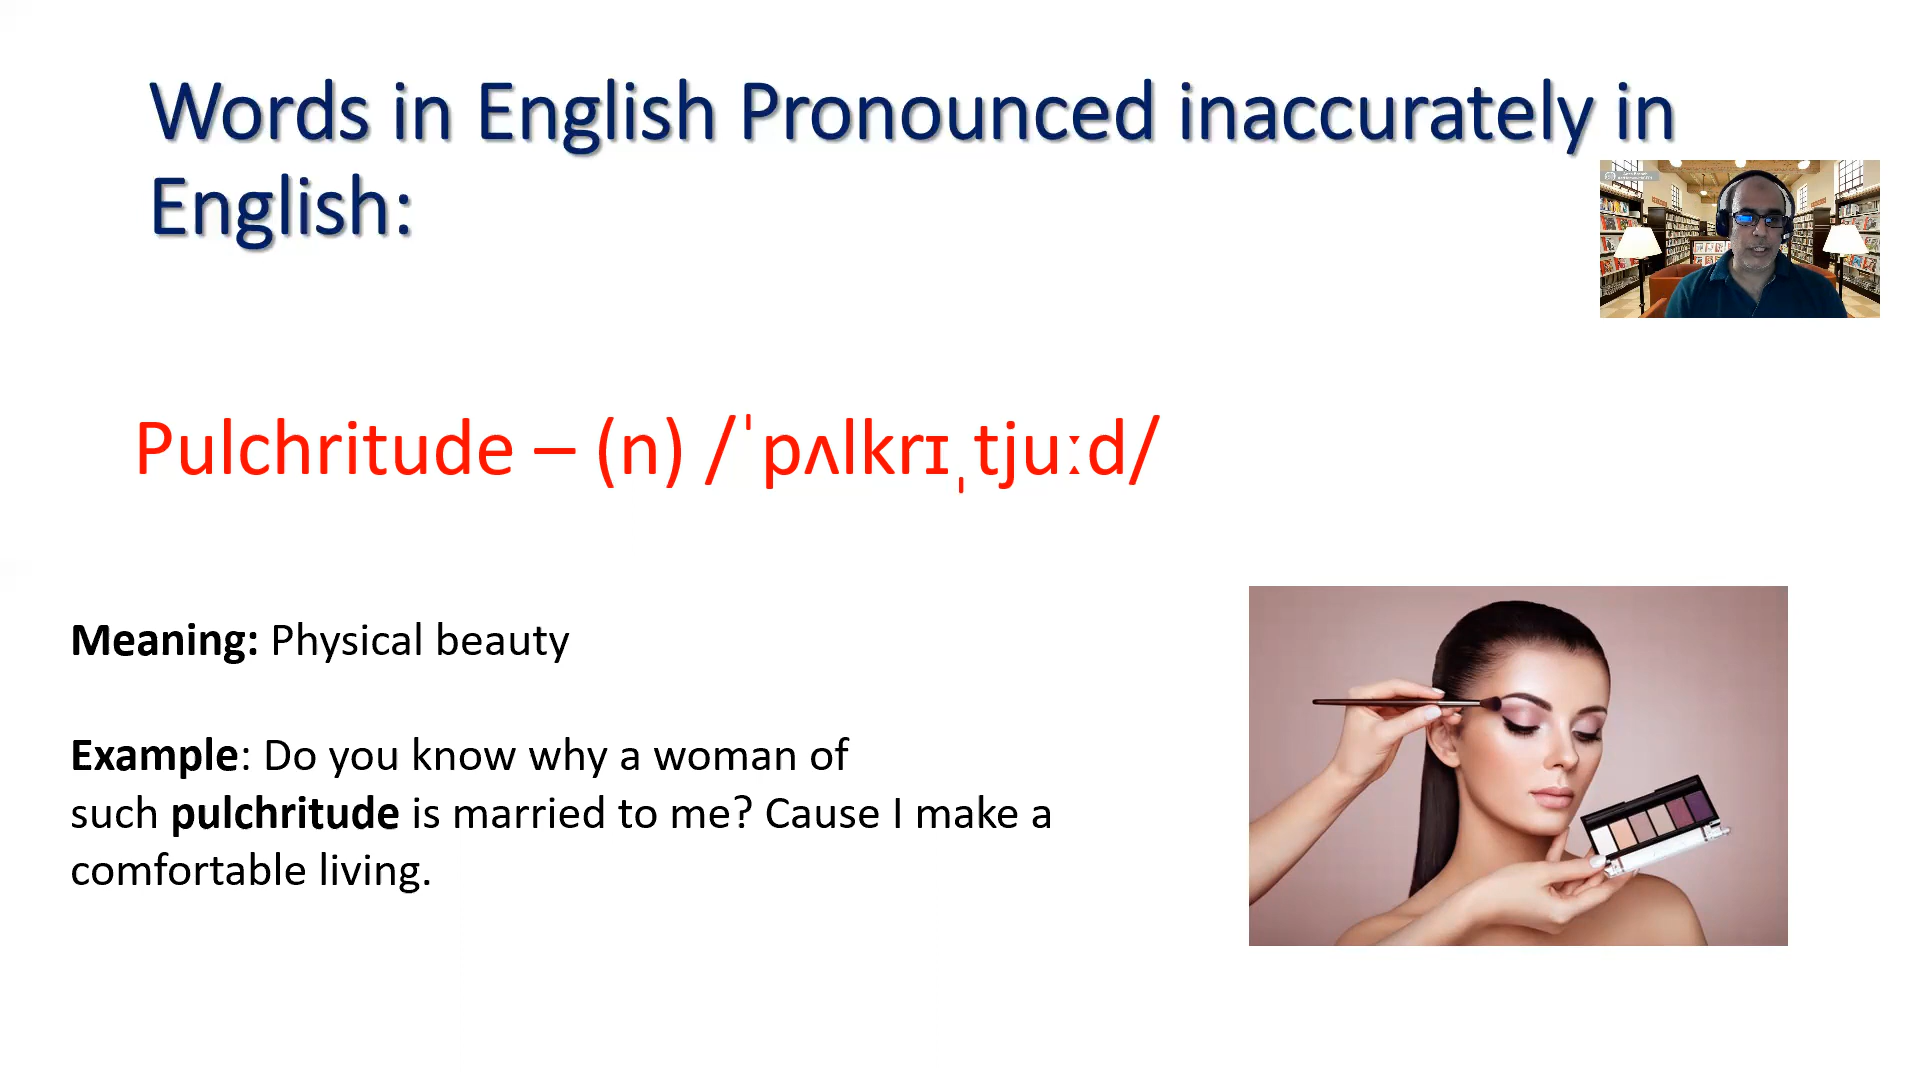 Words in English Pronounced inaccurately in
English:
Pulchritude – (n) /ˈpʌlkrɪˌtjuːd/
Meaning: Physical beauty
Example: Do you know why a woman of
such pulchritude is married to me? Cause I make a
comfortable living.